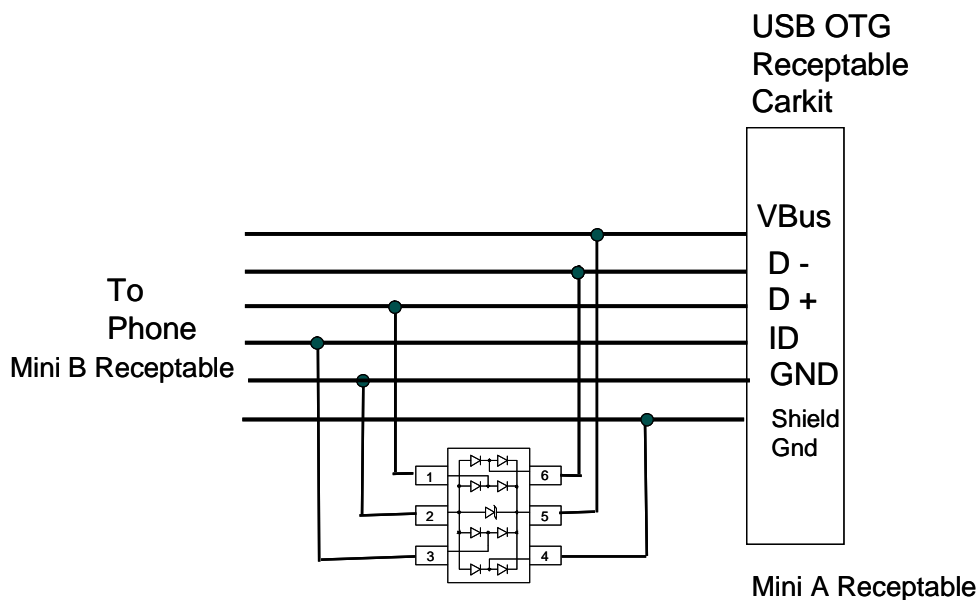 USB OTG
Receptable
Carkit
VBus
D -
D +
ID
GND
Shield
Gnd
To
Phone
Mini B Receptable
1
2
3
6
5
4
Mini A Receptable